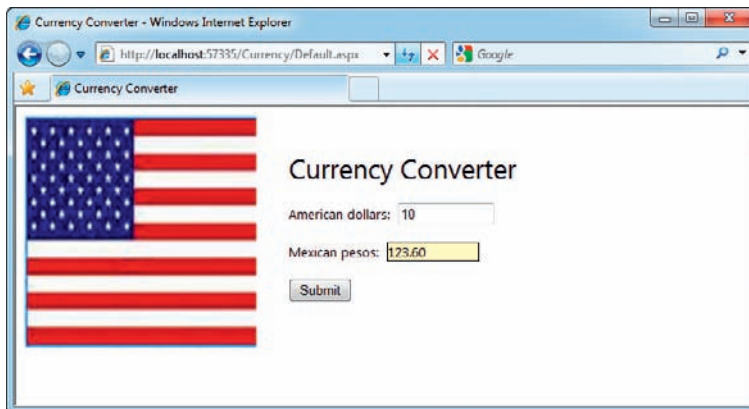 Currency Converter - Windows Internet Explorer
http://localhost:57335/Currency/Default.aspx
Google
Currency Converter
Currency Converter
American dollars: 10
Mexican pesos: 123.60
Submit